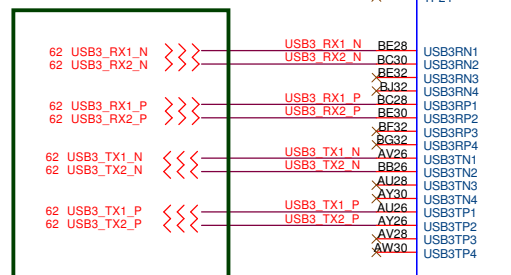 62 USB3_RX1_N USB3_RX1_N BE28 USB3RN1
62 USB3_RX2_N USB3_RX2_N BC30 USB3RN2
BE32 USB3RN3
BJ32 USB3RN4
62 USB3_RX1_P USB3_RX1_P BC28 USB3RP1
62 USB3_RX2_P USB3_RX2_P BE30 USB3RP2
BF32 USB3RP3
BG32 USB3RP4
62 USB3_TX1_N USB3_TX1_N AV26 USB3TN1
62 USB3_TX2_N USB3_TX2_N BB26 USB3TN2
AU28 USB3TN3
AY30 USB3TN4
62 USB3_TX1_P USB3_TX1_P AU26 USB3TP1
62 USB3_TX2_P USB3_TX2_P AY26 USB3TP2
AV28 USB3TP3
AW30 USB3TP4